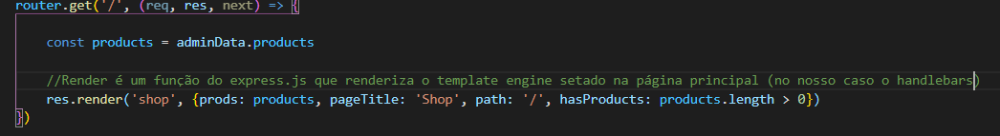 router.get('/', (req, res, next) => {
const products = adminData.products
//Render é um função do express.js que renderiza o template engine setado na página principal (no nosso caso o handlebars)
res.render('shop', {prods: products, pageTitle: 'Shop', path: '/', hasProducts: products.length > 0})
})